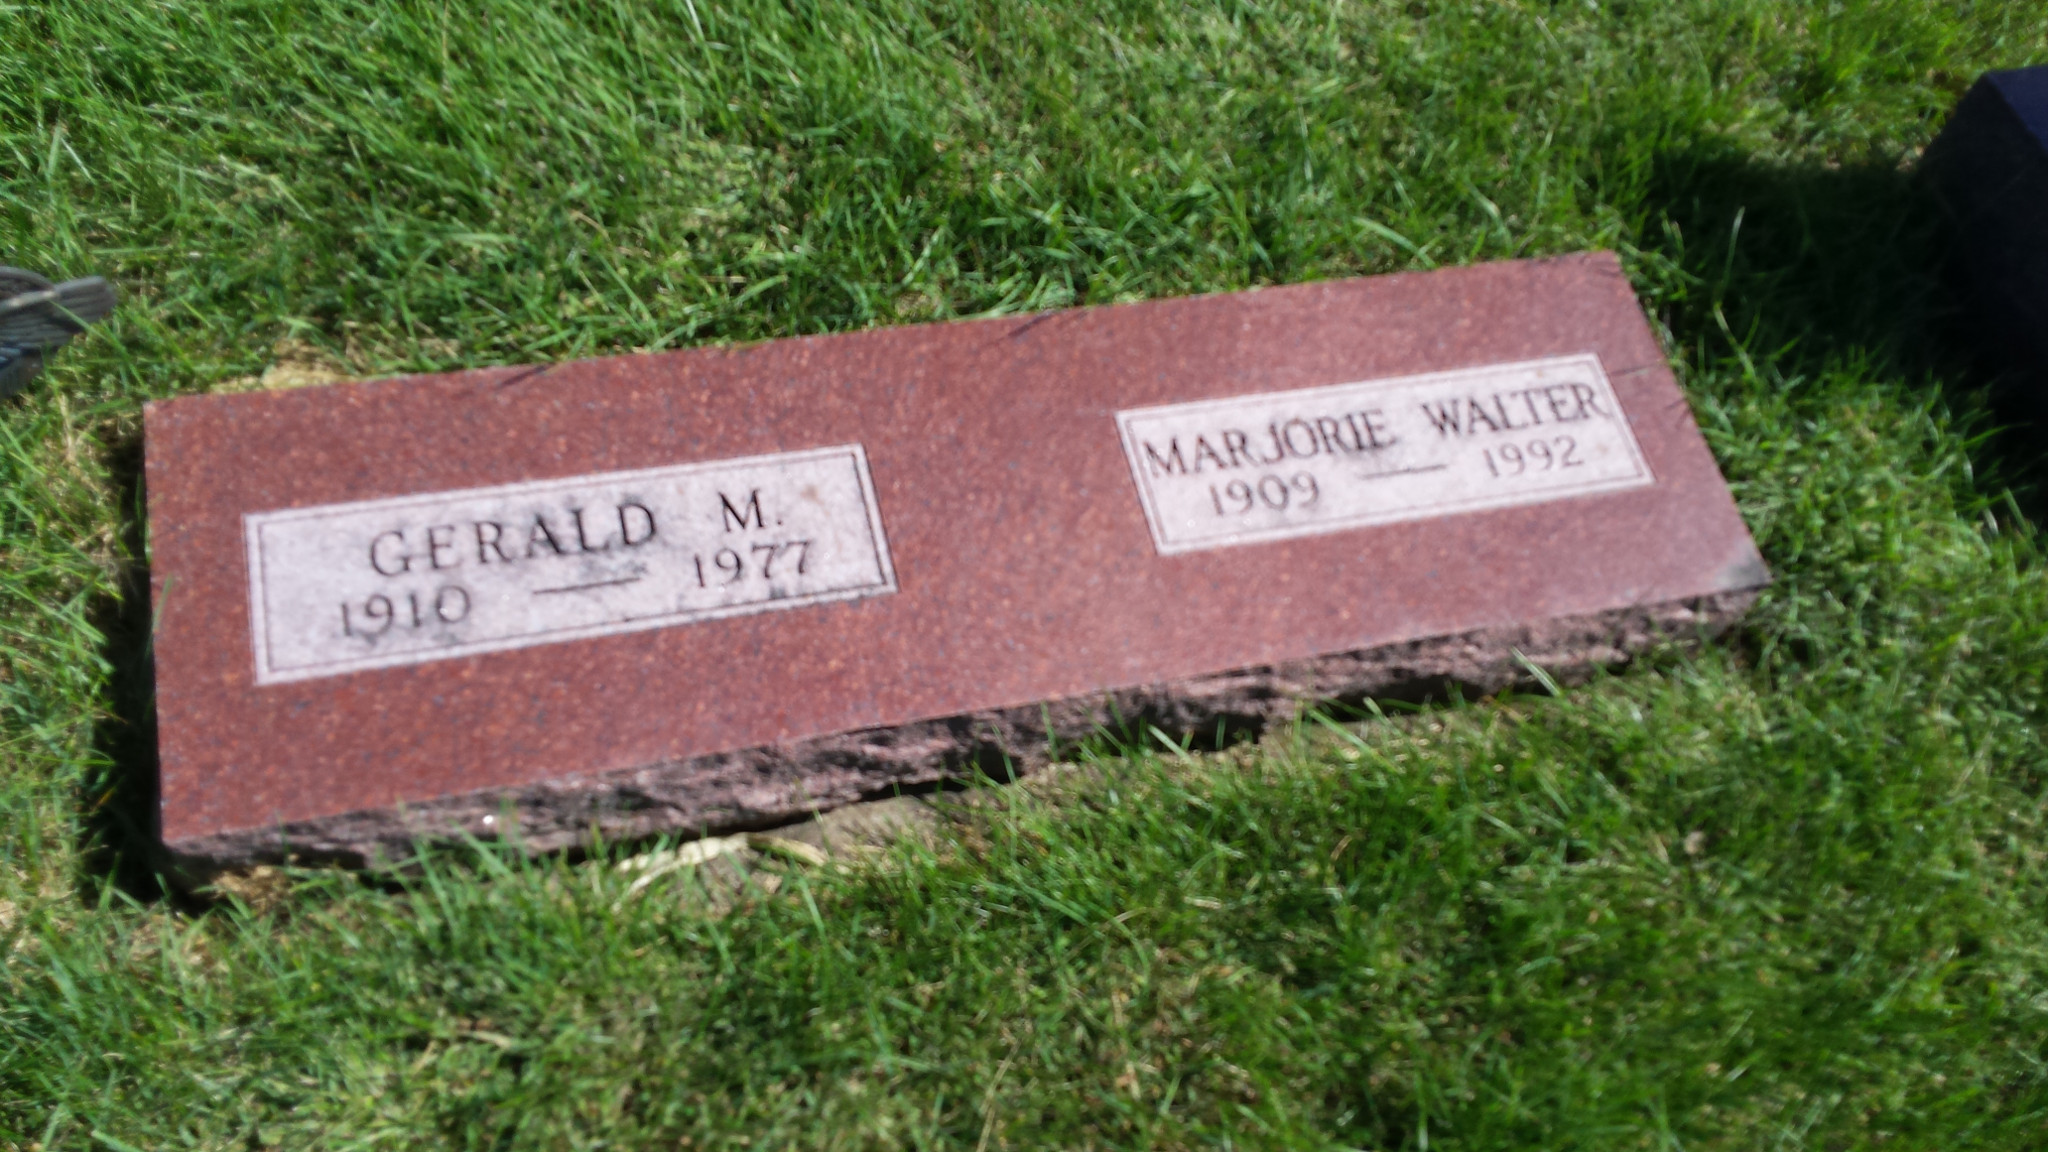 GERALD M.
1910 — 1977
MARJORIE WALTER
1909 — 1992